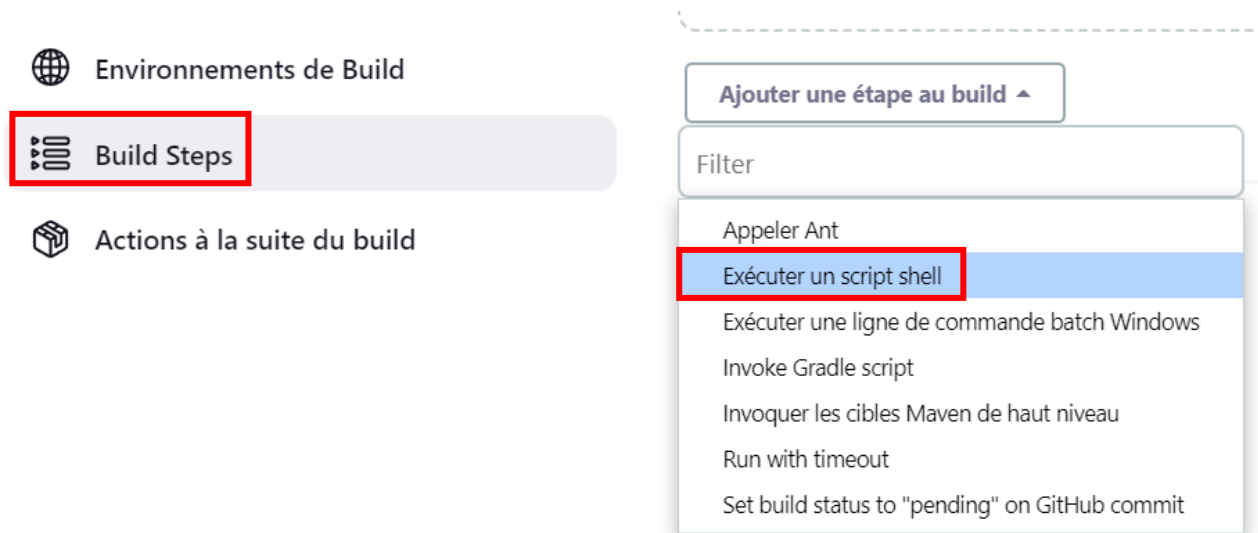 Environnements de Build
Build Steps
Actions à la suite du build
Ajouter une étape au build
Filter
Appeler Ant
Exécuter un script shell
Exécuter une ligne de commande batch Windows
Invoke Gradle script
Invoquer les cibles Maven de haut niveau
Run with timeout
Set build status to "pending" on GitHub commit